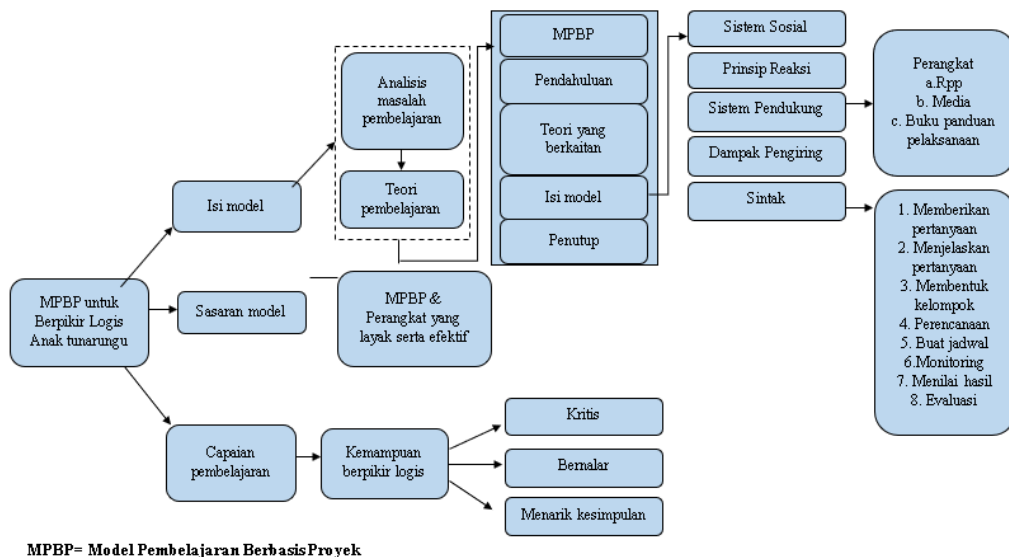 MPBP untuk
Berpikir Logis
Anak tunarungu
Isi model
Analisis
masalah
pembelajaran
Teori
pembelajaran
MPBP
Pendahuluan
Teori yang
berkaitan
Isi model
Penutup
Sistem Sosial
Prinsip Reaksi
Sistem Pendukung
Dampak Pengiring
Sintak
Perangkat
a.Rpp
b. Media
c. Buku panduan
pelaksanaan
1. Memberikan
pertanyaan
2. Menjelaskan
pertanyaan
3. Membentuk
kelompok
4. Perencanaan
5. Buat jadwal
6.Monitoring
7. Menilai hasil
8. Evaluasi
Sasaran model
MPBP &
Perangkat yang
layak serta efektif
Capaian
pembelajaran
Kemampuan
berpikir logis
Kritis
Bernalar
Menarik kesimpulan
MPBP= Model Pembelajaran Berbasis Proyek